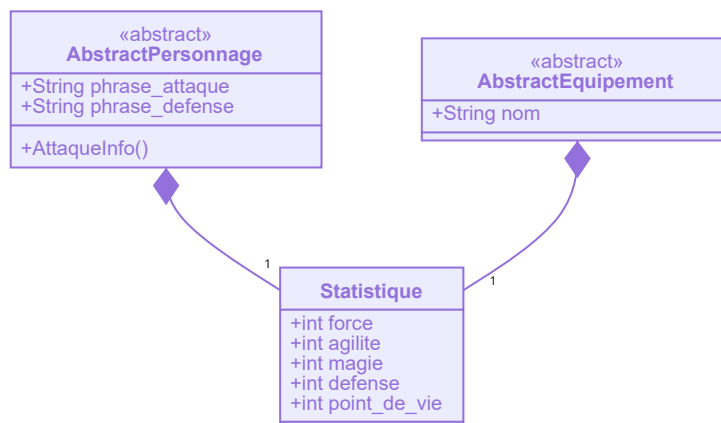 «abstract»
AbstractPersonnage
+String phrase_attaque
+String phrase_defense
+AttaqueInfo()
«abstract»
AbstractEquipement
+String nom
1
1
Statistique
+int force
+int agilite
+int magie
+int defense
+int point_de_vie